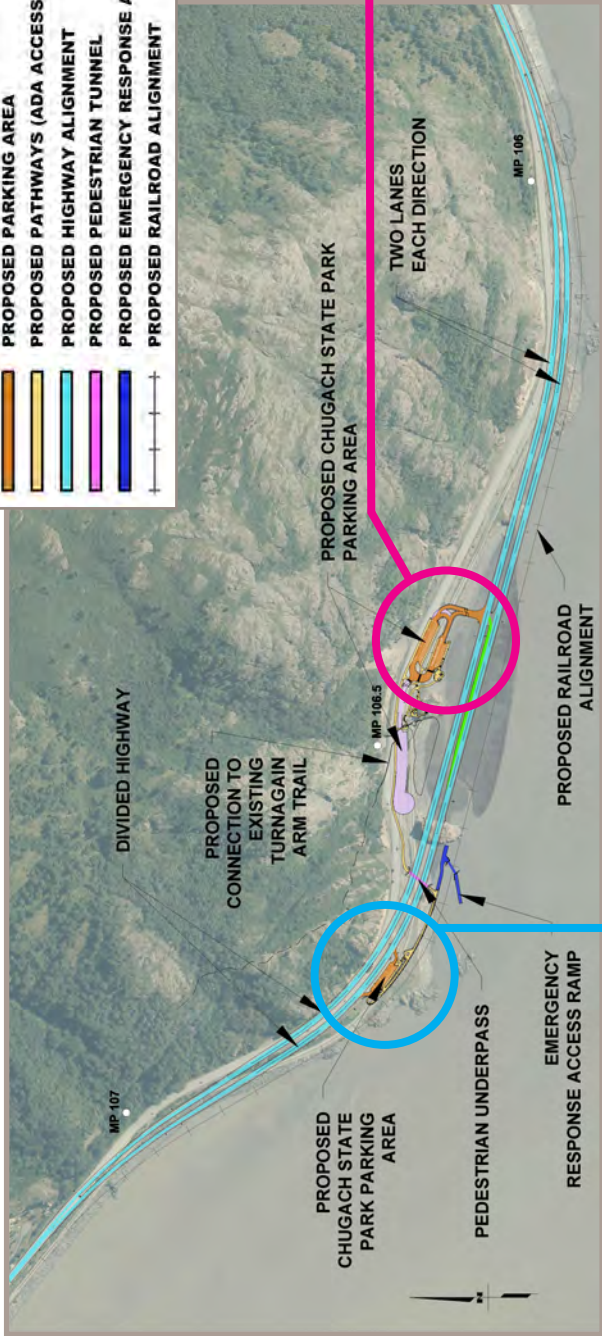 PROPOSED PARKING AREA
PROPOSED PATHWAYS (ADA ACCESS
PROPOSED HIGHWAY ALIGNMENT
PROPOSED PEDESTRIAN TUNNEL
PROPOSED EMERGENCY RESPONSE A
PROPOSED RAILROAD ALIGNMENT
MP 107
DIVIDED HIGHWAY
PROPOSED
CONNECTION TO
EXISTING
TURNAGAIN
ARM TRAIL
MP 106.5
PROPOSED CHUGACH STATE PARK
PARKING AREA
TWO LANES
EACH DIRECTION
MP 106
PROPOSED
CHUGACH STATE
PARK PARKING
AREA
PEDESTRIAN UNDERPASS
EMERGENCY
RESPONSE ACCESS RAMP
PROPOSED RAILROAD
ALIGNMENT
N